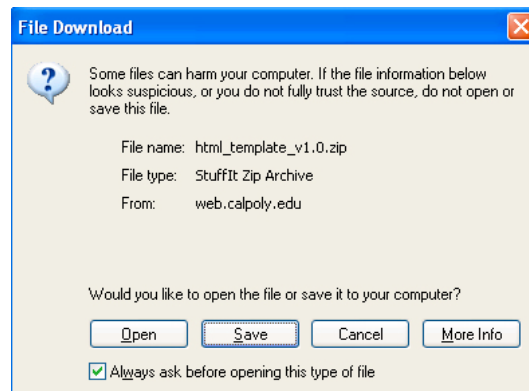 File Download
Some files can harm your computer. If the file information below
looks suspicious, or you do not fully trust the source, do not open or
save this file.
File name: html_template_v1.0.zip
File type: StuffIt Zip Archive
From: web.calpoly.edu
Would you like to open the file or save it to your computer?
Open Save Cancel More Info
Always ask before opening this type of file